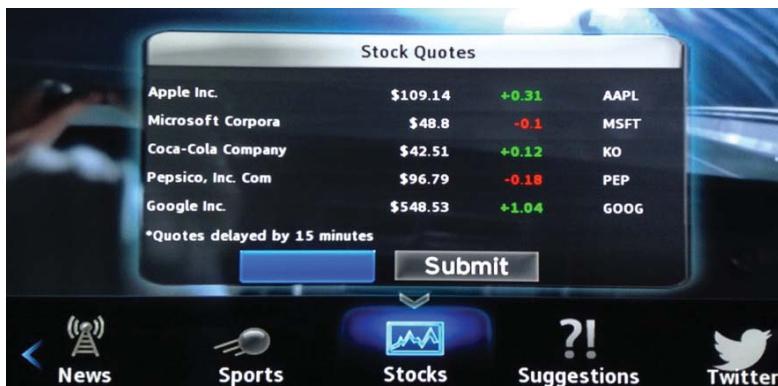 Stock Quotes
Apple Inc. $109.14 +0.31 AAPL
Microsoft Corpora $48.8 -0.1 MSFT
Coca-Cola Company $42.51 +0.12 KO
Pepsico, Inc. Com $96.79 -0.18 PEP
Google Inc. $548.53 +1.04 GOOG
*Quotes delayed by 15 minutes
Submit
?!
News Sports Stocks Suggestions Twitter